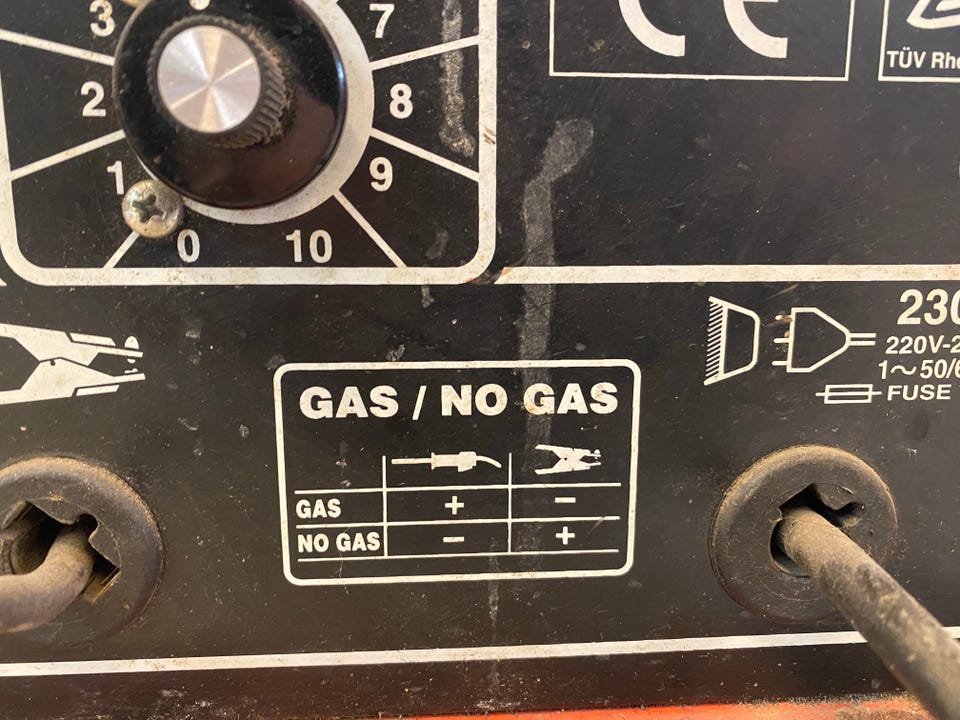 3
7
2
8
1
9
0
10
CE
TÜV
230
220V-2
1~50/6
FUSE
GAS / NO GAS
GAS + −
NO GAS − +